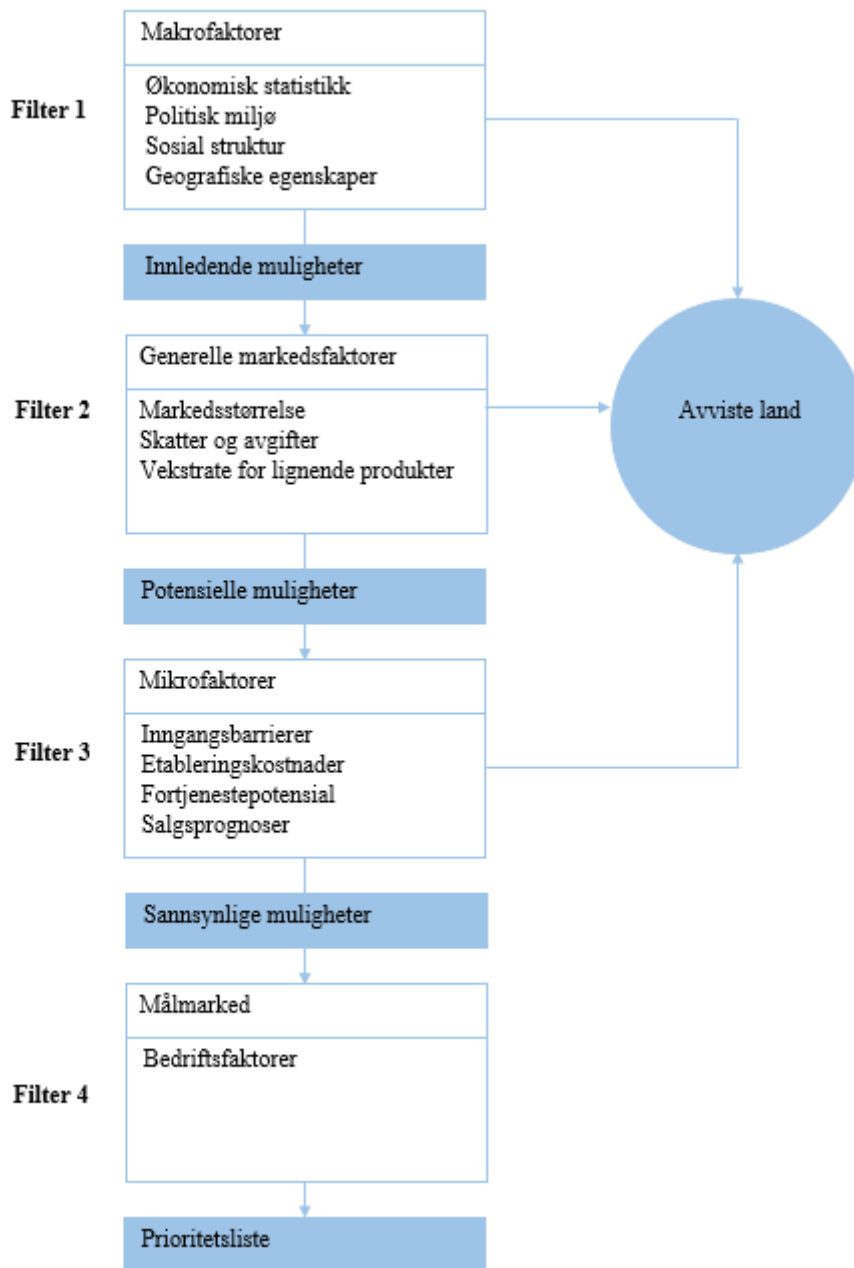 Makrofaktorer
Filter 1
Økonomisk statistikk
Politisk miljø
Sosial struktur
Geografiske egenskaper
Innledende muligheter
Generelle markedsfaktorer
Filter 2
Markedsstørrelse
Skatter og avgifter
Vekstrate for lignende produkter
Avviste land
Potensielle muligheter
Mikrofaktorer
Filter 3
Inngangsbarrierer
Etableringskostnader
Fortjenestepotensial
Salgsprognoser
Sannsynlige muligheter
Målmarked
Filter 4
Bedriftsfaktorer
Prioritetsliste